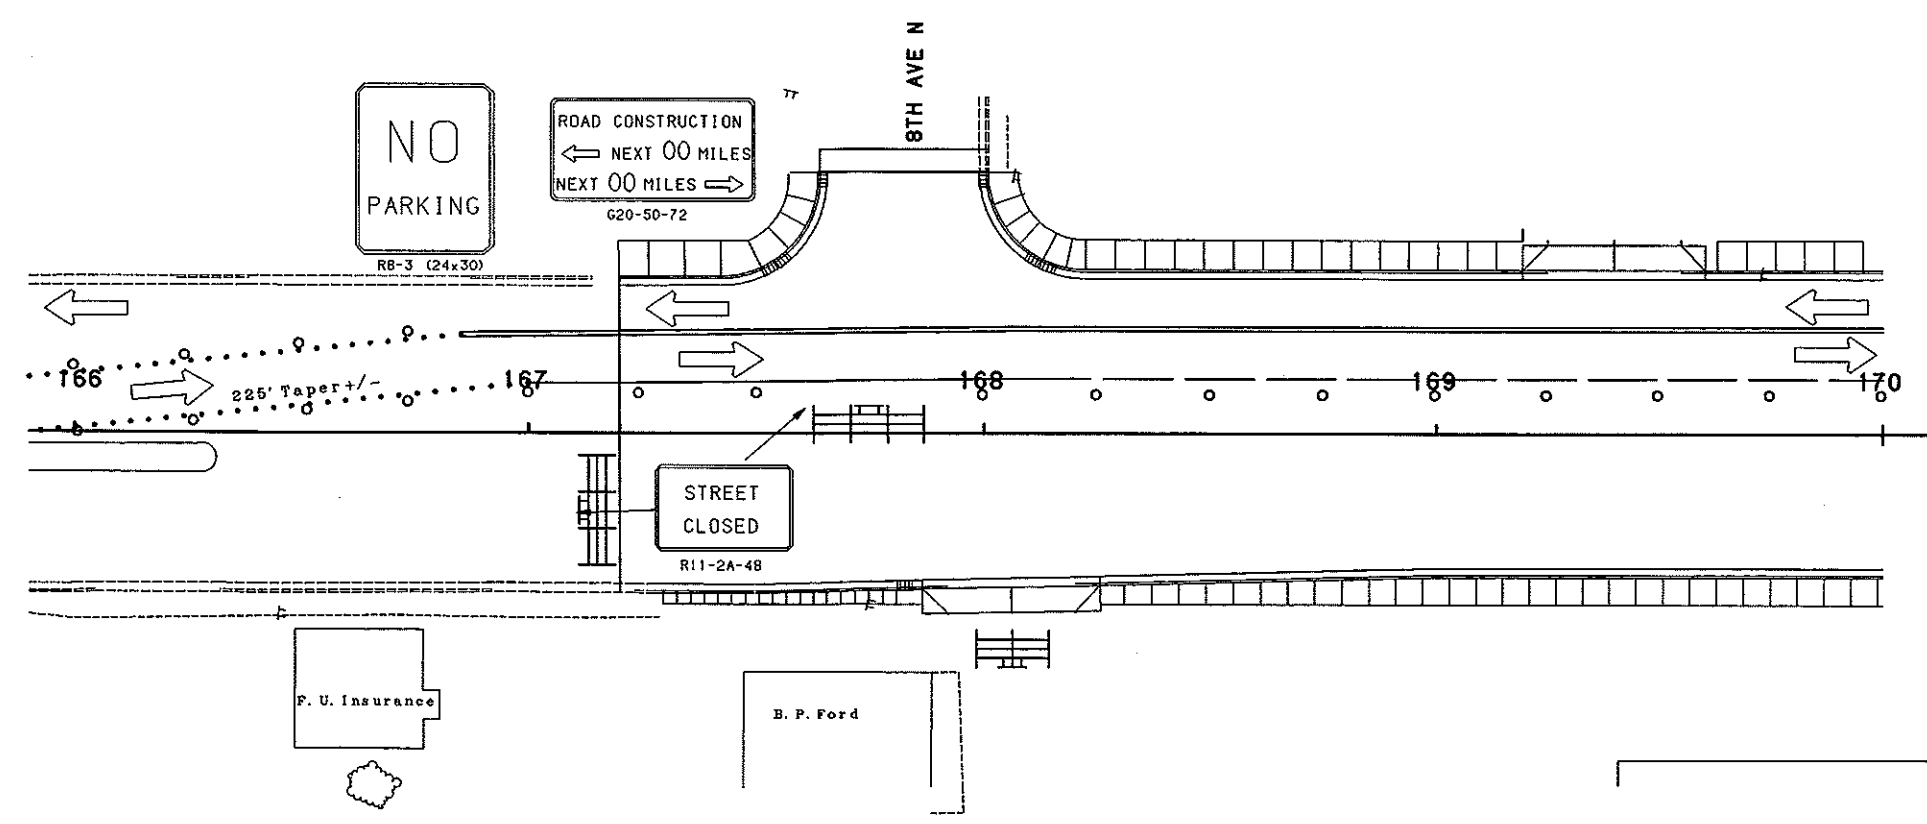 8TH AVE N
NO
PARKING
R8-3 (24x30)
ROAD CONSTRUCTION
NEXT 00 MILES
NEXT 00 MILES
G20-50-72
166
225' Taper+/-
167
168
169
170
STREET
CLOSED
R11-2A-48
F. U. Insurance
B. P. Ford